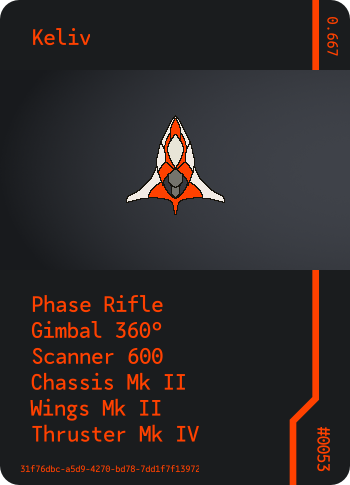 Keliv
0.667
Phase Rifle
Gimbal 360°
Scanner 600
Chassis Mk II
Wings Mk II
Thruster Mk IV
#0053
31f76dbc-a5d9-4270-bd78-7dd1f7f13972